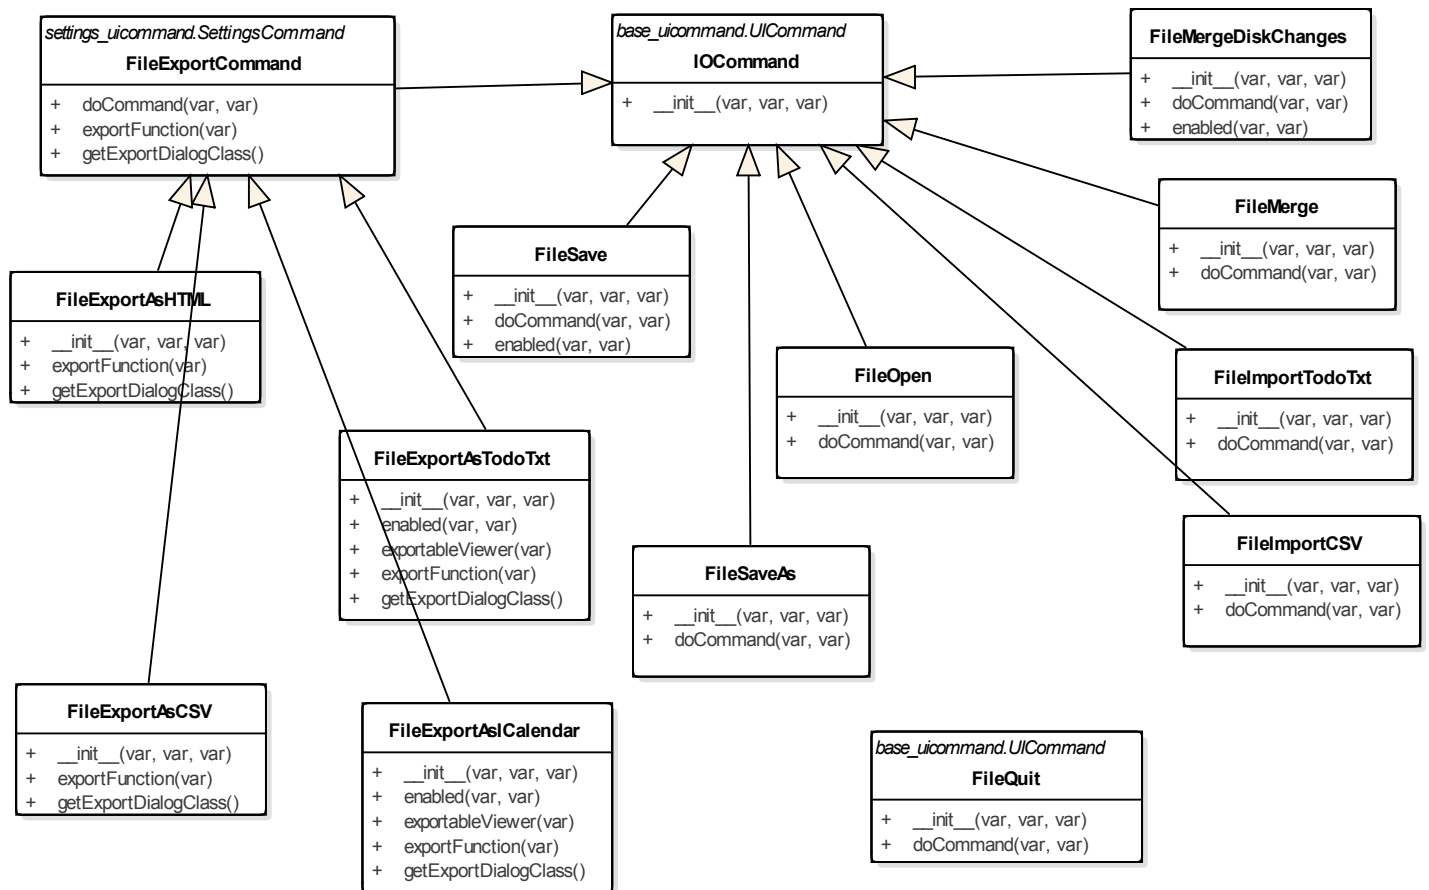 settings_uicommand.SettingsCommand
FileExportCommand
+ doCommand(var, var)
+ exportFunction(var)
+ getExportDialogClass()
base_uicommand.UICommand
IOCommand
+ __init__(var, var, var)
FileMergeDiskChanges
+ __init__(var, var, var)
+ doCommand(var, var)
+ enabled(var, var)
FileMerge
+ __init__(var, var, var)
+ doCommand(var, var)
FileSave
+ __init__(var, var, var)
+ doCommand(var, var)
+ enabled(var, var)
FileExportAsHTML
+ __init__(var, var, var)
+ exportFunction(var)
+ getExportDialogClass()
FileOpen
+ __init__(var, var, var)
+ doCommand(var, var)
FileImportTodoTxt
+ __init__(var, var, var)
+ doCommand(var, var)
FileExportAsTodoTxt
+ __init__(var, var, var)
+ enabled(var, var)
+ exportableViewer(var)
+ exportFunction(var)
+ getExportDialogClass()
FileImportCSV
+ __init__(var, var, var)
+ doCommand(var, var)
FileSaveAs
+ __init__(var, var, var)
+ doCommand(var, var)
FileExportAsCSV
+ __init__(var, var, var)
+ exportFunction(var)
+ getExportDialogClass()
FileExportAsICalendar
+ __init__(var, var, var)
+ enabled(var, var)
+ exportableViewer(var)
+ exportFunction(var)
+ getExportDialogClass()
base_uicommand.UICommand
FileQuit
+ __init__(var, var, var)
+ doCommand(var, var)